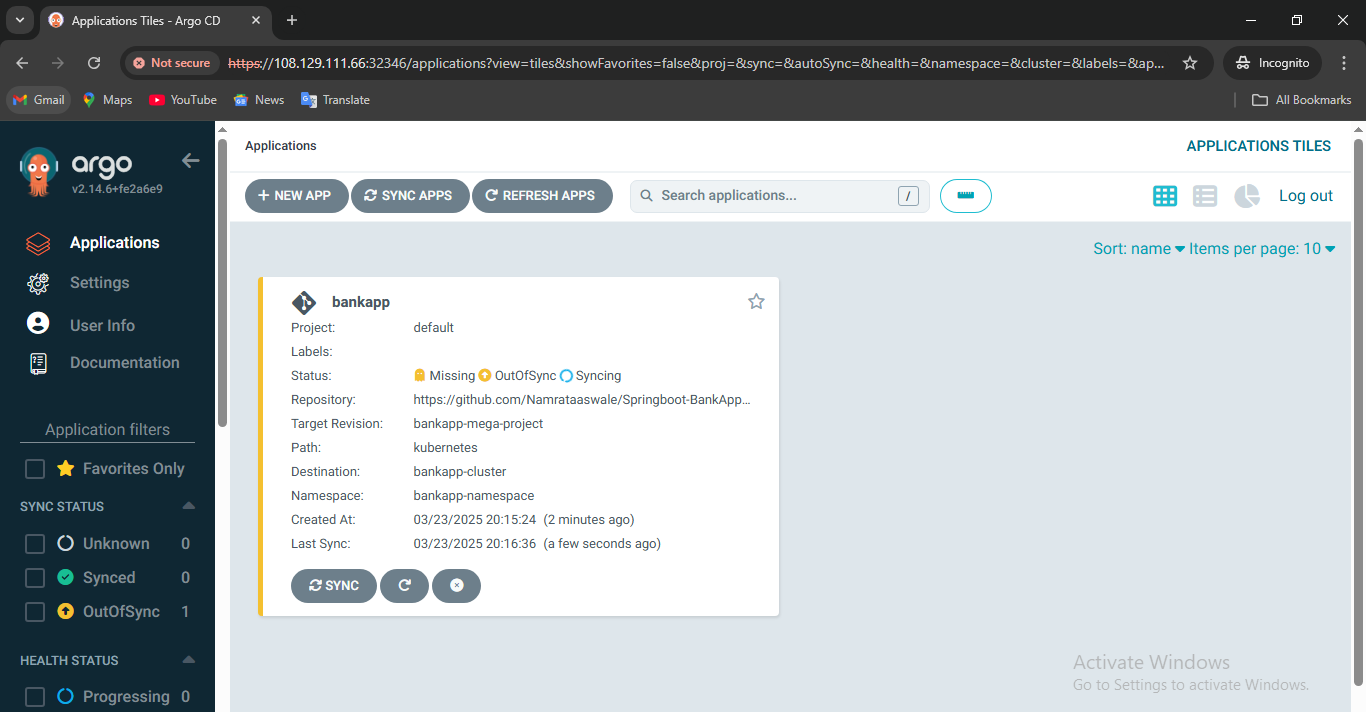 Applications Tiles - Argo CD
Not secure
https://108.129.111.66:32346/applications?view=tiles&showFavorites=false&proj=&sync=&autoSync=&health=&namespace=&cluster=&labels=&ap...
Incognito
Gmail
Maps
YouTube
News
Translate
All Bookmarks
argo
v2.14.6+fe2a6e9
Applications
Settings
User Info
Documentation
Application filters
Favorites Only
SYNC STATUS
Unknown 0
Synced 0
OutOfSync 1
HEALTH STATUS
Progressing 0
Applications
APPLICATIONS TILES
+ NEW APP
SYNC APPS
REFRESH APPS
Search applications...
/
Log out
Sort: name
Items per page: 10
bankapp
Project: default
Labels:
Status: Missing OutOfSync Syncing
Repository: https://github.com/Namrataaswale/Springboot-BankApp...
Target Revision: bankapp-mega-project
Path: kubernetes
Destination: bankapp-cluster
Namespace: bankapp-namespace
Created At: 03/23/2025 20:15:24 (2 minutes ago)
Last Sync: 03/23/2025 20:16:36 (a few seconds ago)
SYNC
Activate Windows
Go to Settings to activate Windows.